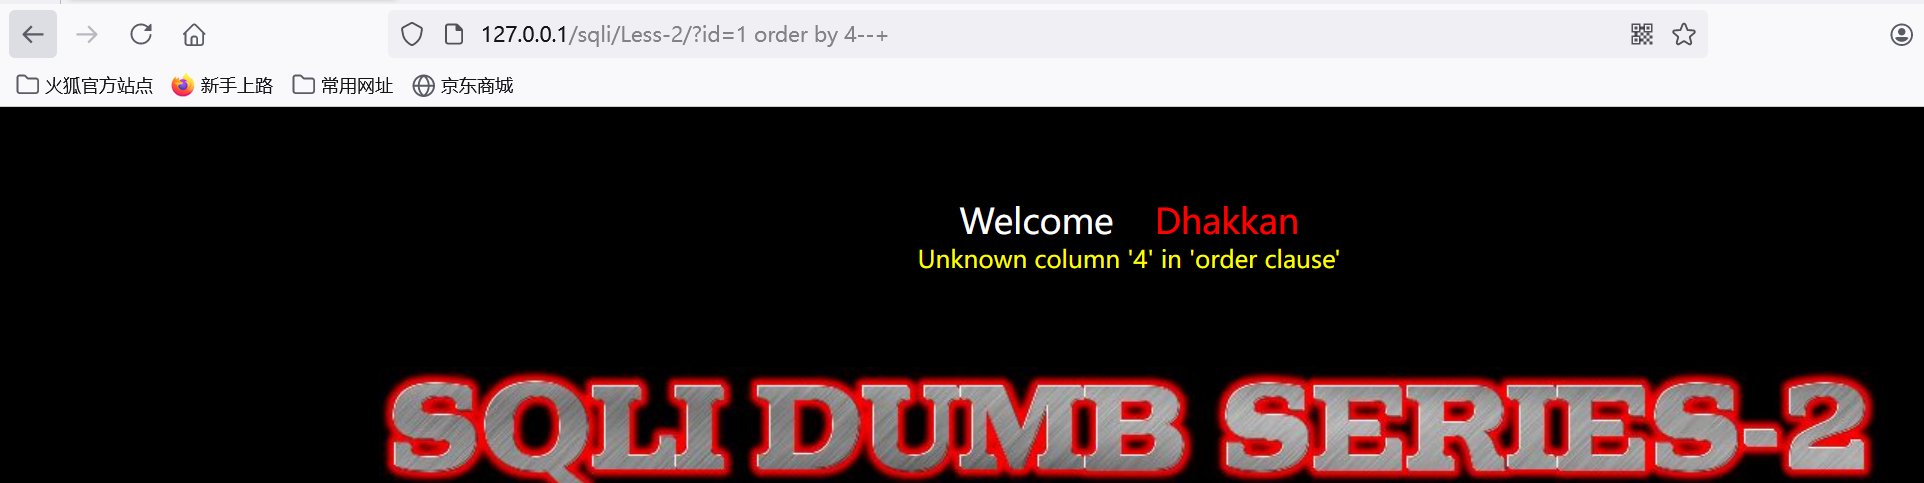 127.0.0.1/sqli/Less-2/?id=1 order by 4--+
火狐官方站点 新手上路 常用网址 京东商城
Welcome Dhakkan
Unknown column '4' in 'order clause'
SQLI DUMB SERIES-2